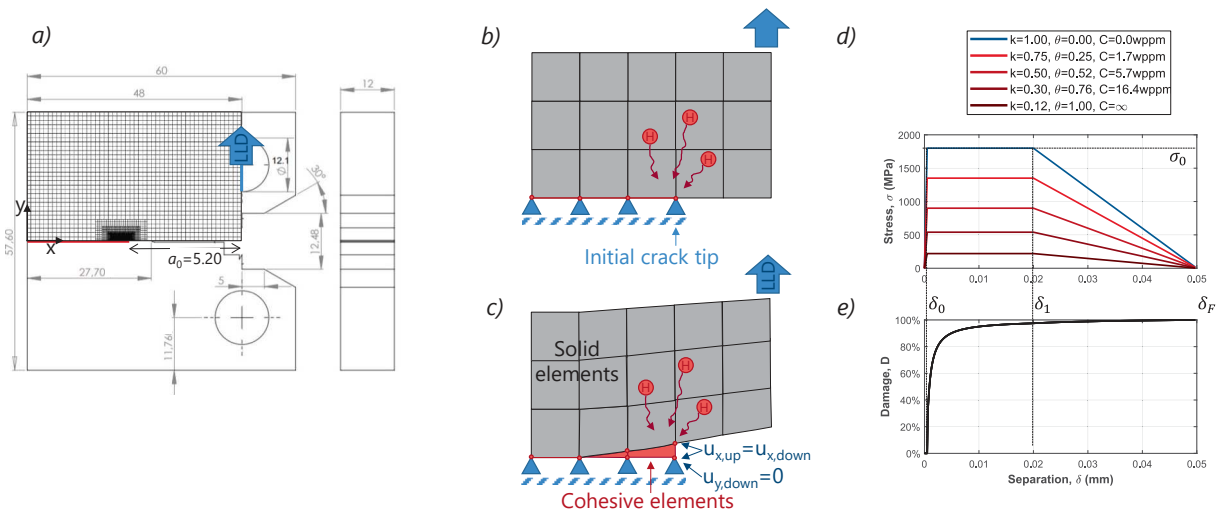 a)
60
48
12
LLD
Ø 12.1
30°
y
x
57,60
a₀=5.20
12.48
27,70
5
11,76
b)
H
H
H
Initial crack tip
LLD
c)
Solid
elements
H
H
H
u_x,up=u_x,down
u_y,down=0
Cohesive elements
d)
k=1.00, θ=0.00, C=0.0wppm
k=0.75, θ=0.25, C=1.7wppm
k=0.50, θ=0.52, C=5.7wppm
k=0.30, θ=0.76, C=16.4wppm
k=0.12, θ=1.00, C=∞
2000
1500
1000
500
0
Stress, σ (MPa)
σ₀
0 0.01 0.02 0.03 0.04 0.05
δ₀ δ₁ δ_F
e)
100%
80%
60%
40%
20%
0%
Damage, D
0 0.01 0.02 0.03 0.04 0.05
Separation, δ (mm)